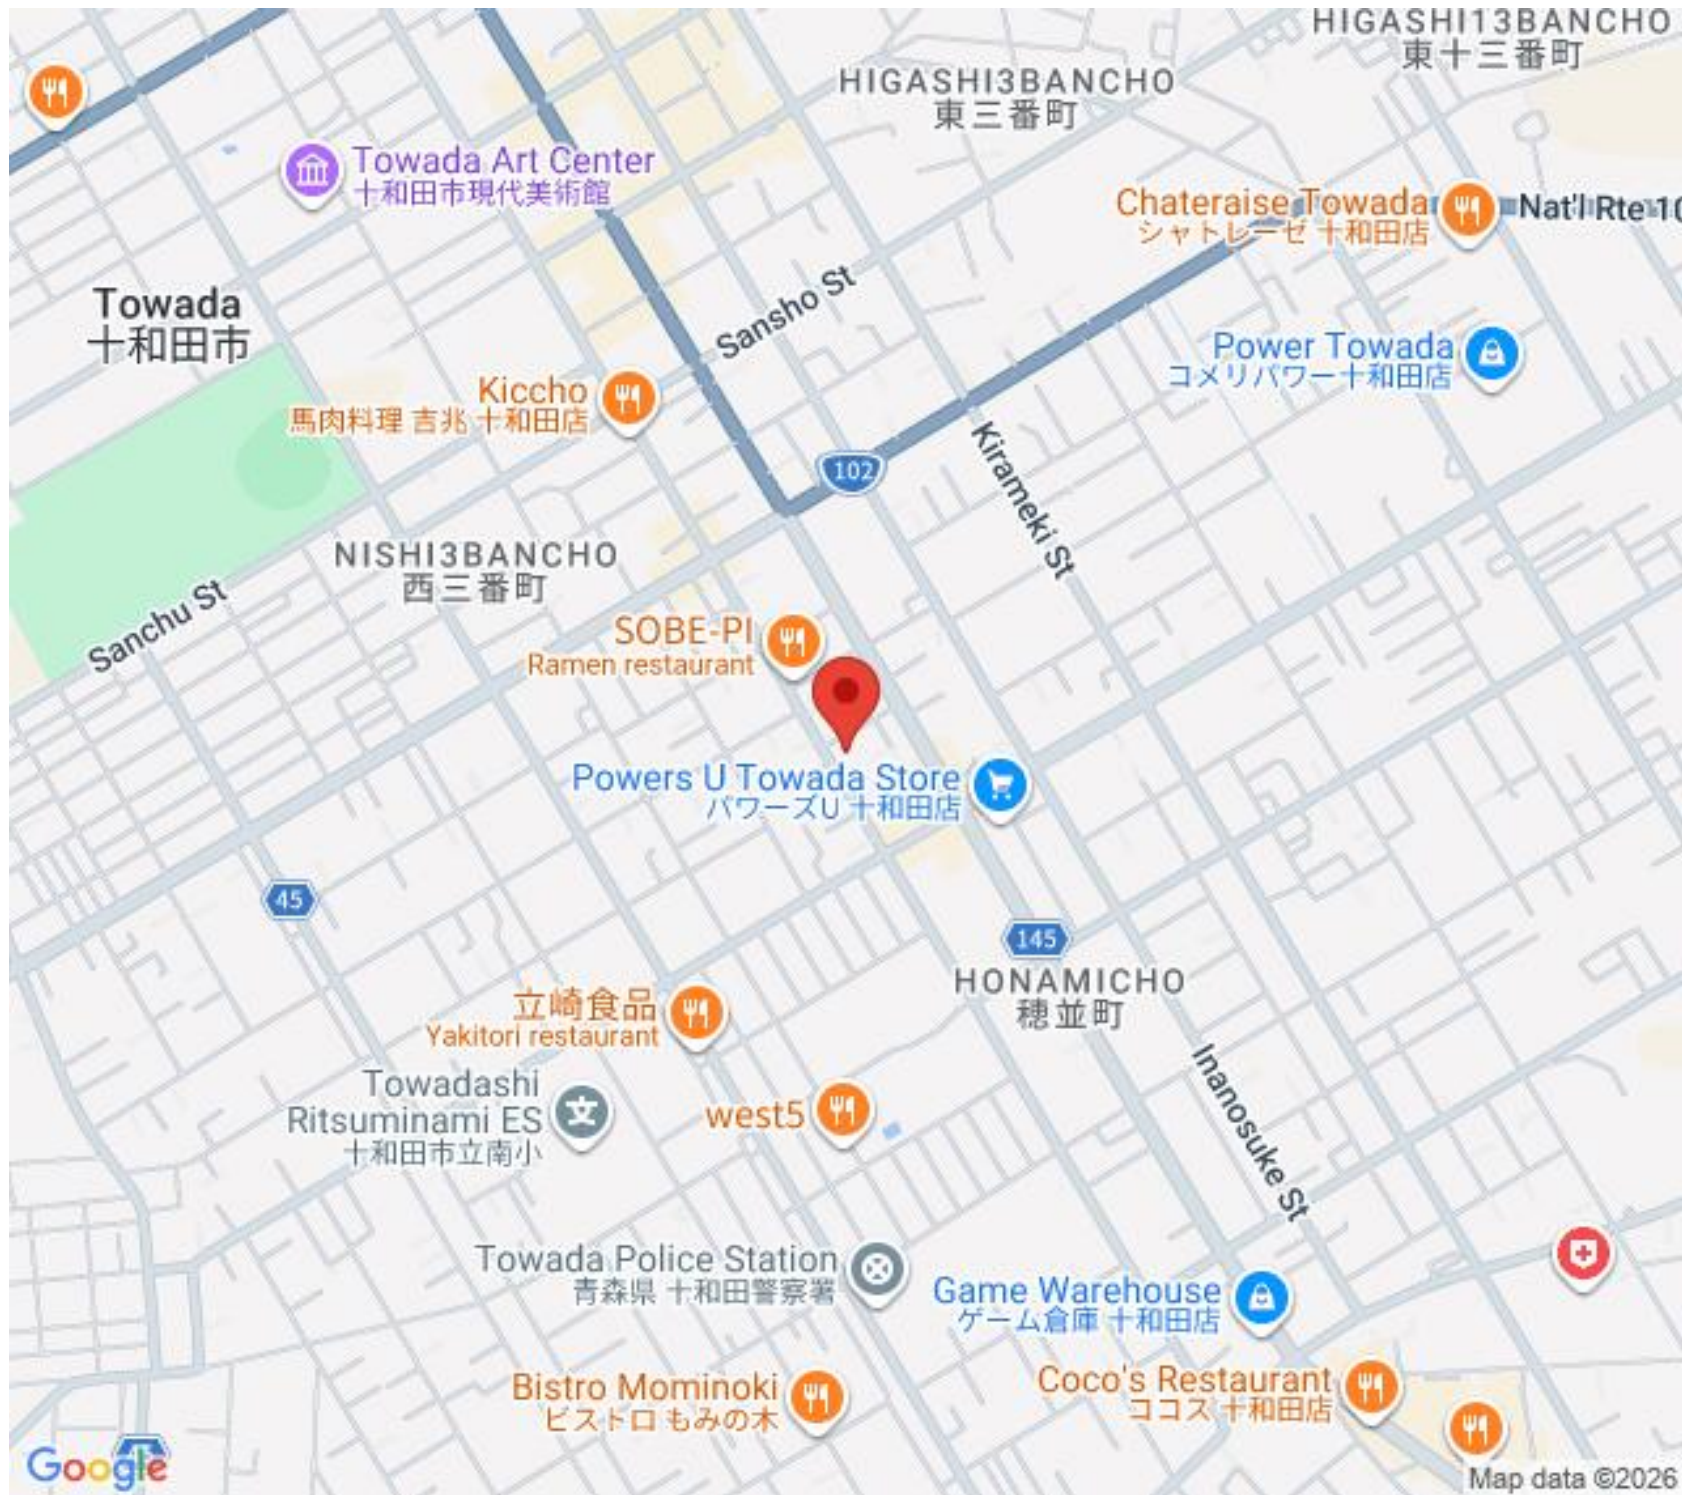 HIGASHI13BANCHO
東十三番町
HIGASHI3BANCHO
東三番町
Towada Art Center
十和田市現代美術館
Chateraise Towada
シャトレーゼ 十和田店
Nat'l Rte 10
Towada
十和田市
Sansho St
Power Towada
コメリパワー十和田店
Kiccho
馬肉料理 吉兆 十和田店
102
Kirameki St
NISHI3BANCHO
西三番町
Sanchu St
SOBE-PI
Ramen restaurant
Powers U Towada Store
パワーズU 十和田店
45
145
HONAMICHO
穂並町
立崎食品
Yakitori restaurant
Towadashi
Ritsuminami ES
十和田市立南小
文
west5
Inanosuke St
Towada Police Station
青森県 十和田警察署
Game Warehouse
ゲーム倉庫 十和田店
Bistro Mominoki
ビストロ もみの木
Coco's Restaurant
ココス 十和田店
Google
Map data ©2026